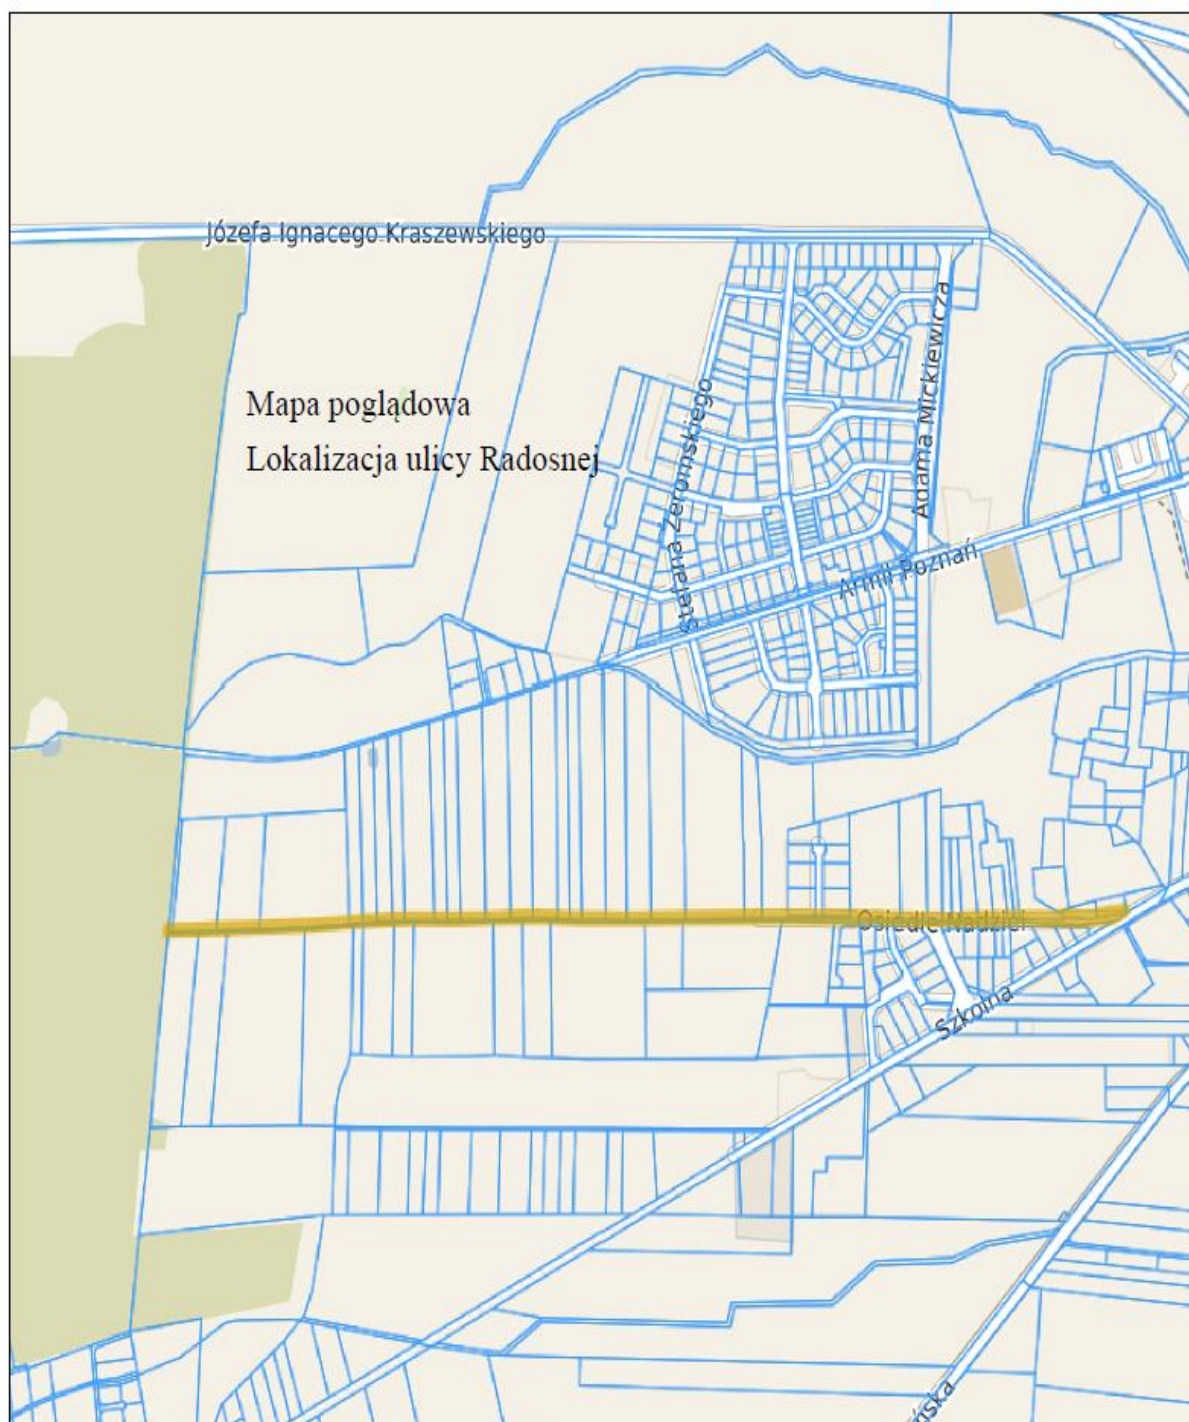 Józefa Ignacego Kraszewskiego
Adama Mickiewicza
Mapa poglądowa
Lokalizacja ulicy Radosnej
Stefana Żeromskiego
Armii Poznań
Osiedle Nadziei
Szkolna